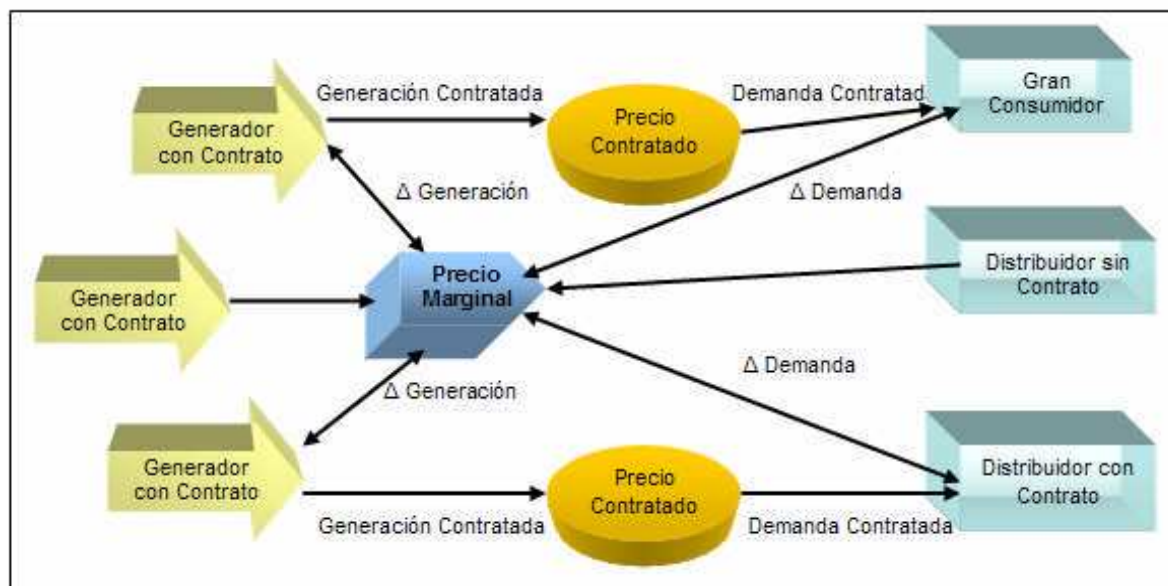 Generador
con Contrato
Generación Contratada
Precio
Contratado
Demanda Contratad
Gran
Consumidor
Δ Generación
Δ Demanda
Generador
con Contrato
Precio
Marginal
Distribuidor sin
Contrato
Δ Generación
Δ Demanda
Generador
con Contrato
Generación Contratada
Precio
Contratado
Demanda Contratada
Distribuidor con
Contrato